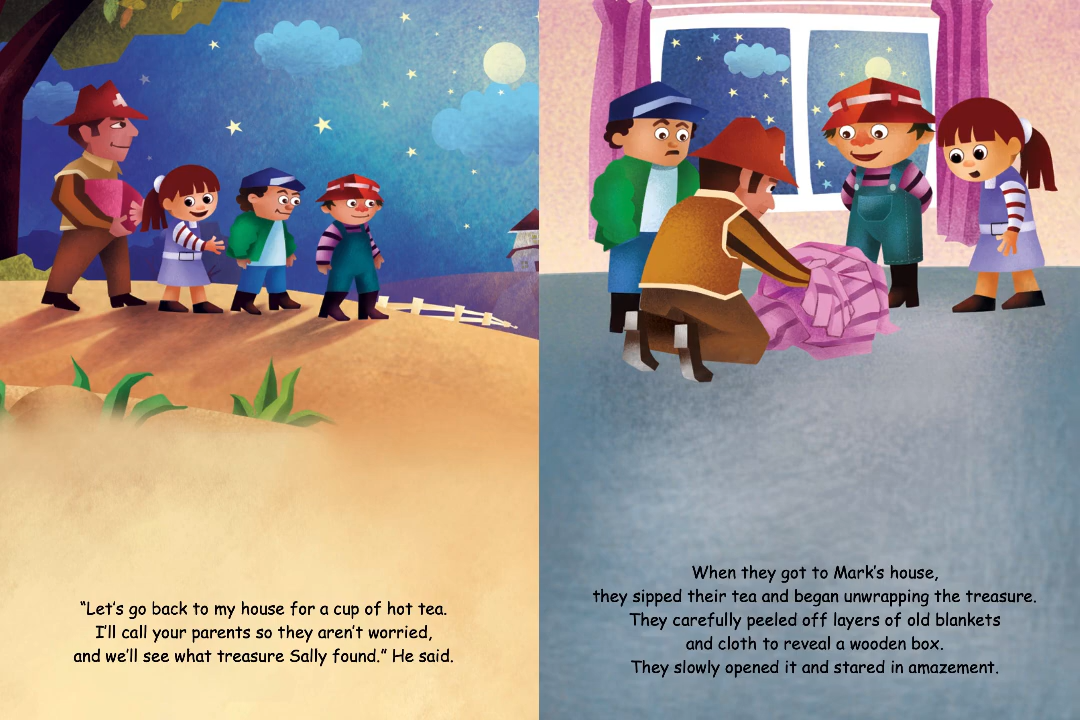 “Let’s go back to my house for a cup of hot tea.
I’ll call your parents so they aren’t worried,
and we’ll see what treasure Sally found.” He said.
When they got to Mark’s house,
they sipped their tea and began unwrapping the treasure.
They carefully peeled off layers of old blankets
and cloth to reveal a wooden box.
They slowly opened it and stared in amazement.